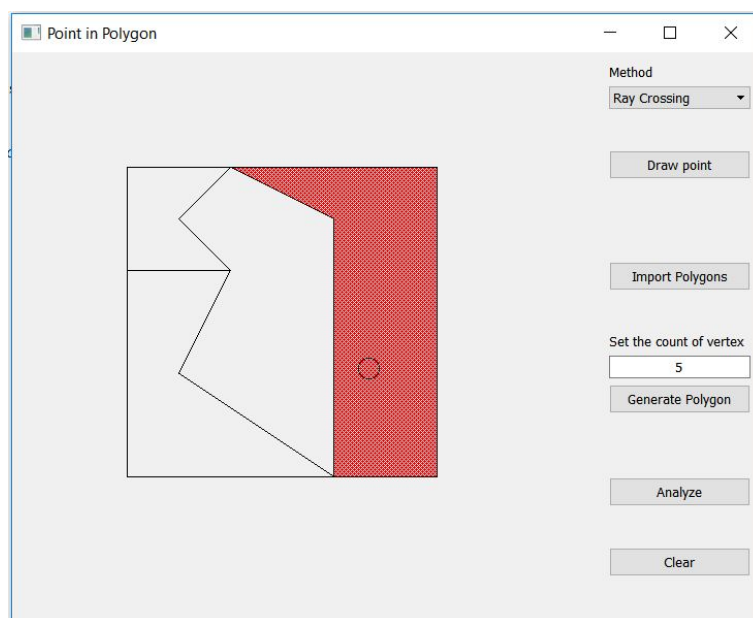 Point in Polygon
Method
Ray Crossing
Draw point
Import Polygons
Set the count of vertex
5
Generate Polygon
Analyze
Clear